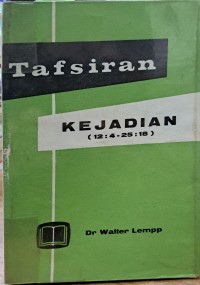 Tafsiran
KEJADIAN
(12:4-25:18)
Dr Walter Lempp